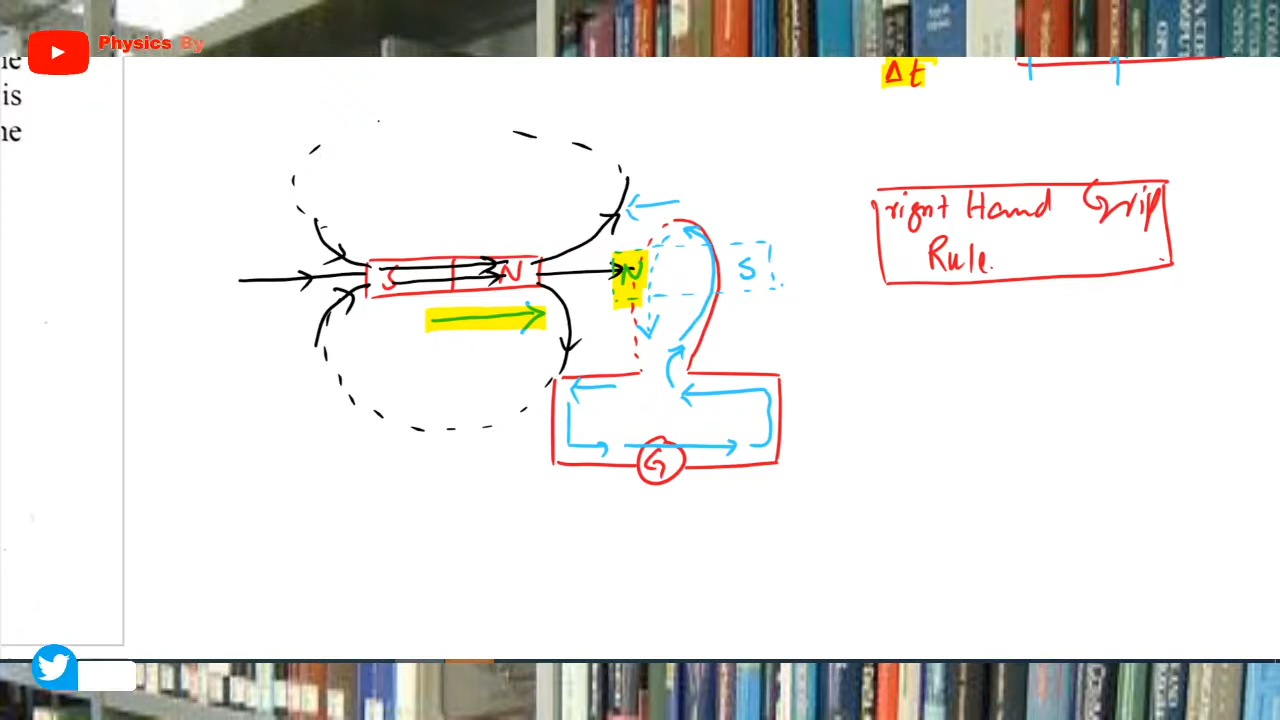 Physics By
he
is
he
Δt
right Hand Grip
Rule.
S N N S
G